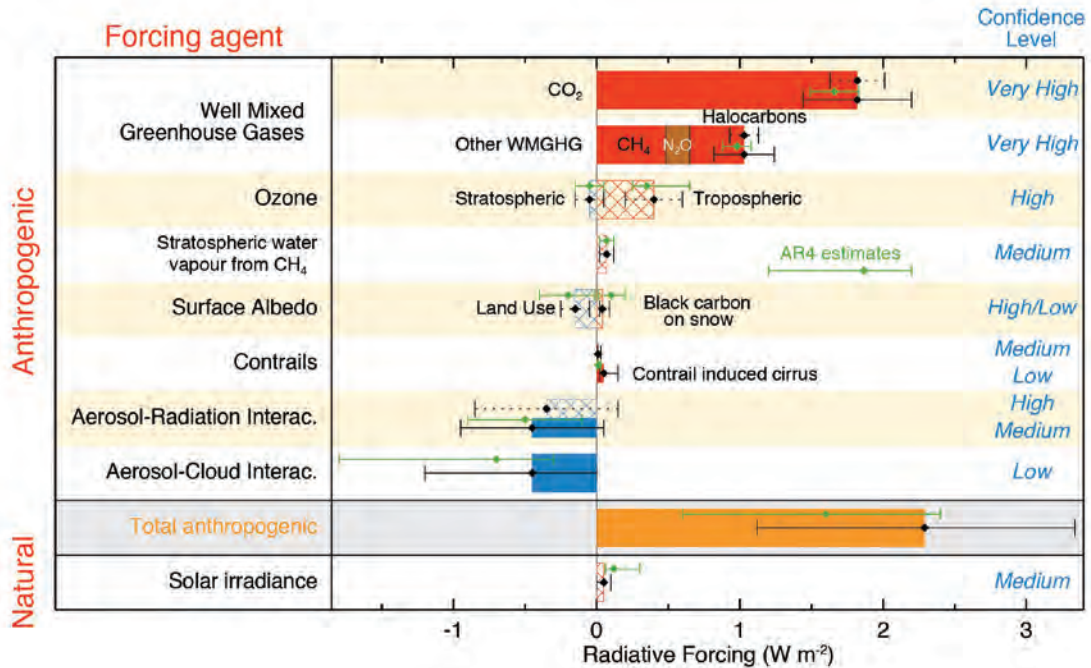 Forcing agent
Confidence
Level
Anthropogenic
Natural
Well Mixed
Greenhouse Gases
CO2
Very High
Halocarbons
Other WMGHG
CH4
N2O
Very High
Ozone
Stratospheric
Tropospheric
High
Stratospheric water
vapour from CH4
AR4 estimates
Medium
Surface Albedo
Land Use
Black carbon
on snow
High/Low
Contrails
Contrail induced cirrus
Medium
Low
Aerosol-Radiation Interac.
High
Medium
Aerosol-Cloud Interac.
Low
Total anthropogenic
Solar irradiance
Medium
-1
0
1
2
3
Radiative Forcing (W m-2)